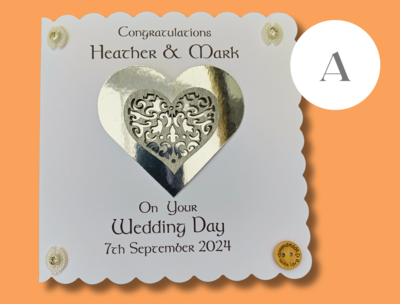 Congratulations
Heather & Mark
A
On Your
Wedding Day
7th September 2024